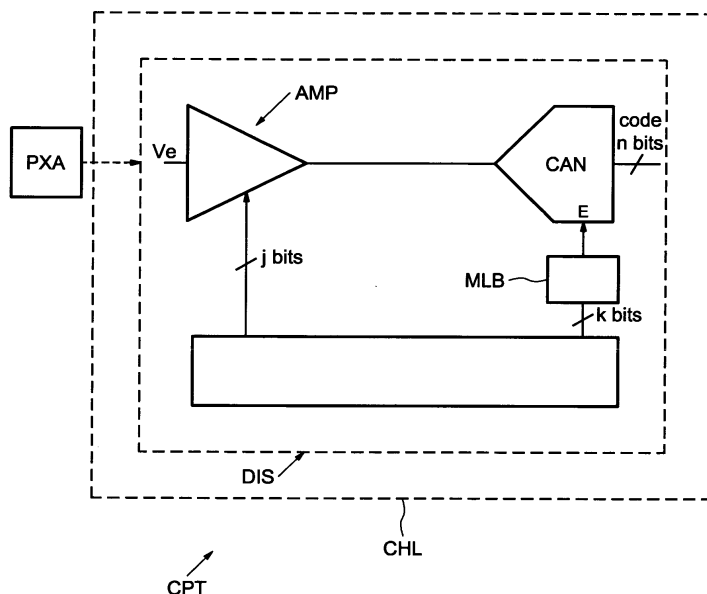 AMP
code
n bits
PXA
Ve
CAN
E
j bits
MLB
k bits
DIS
CHL
CPT